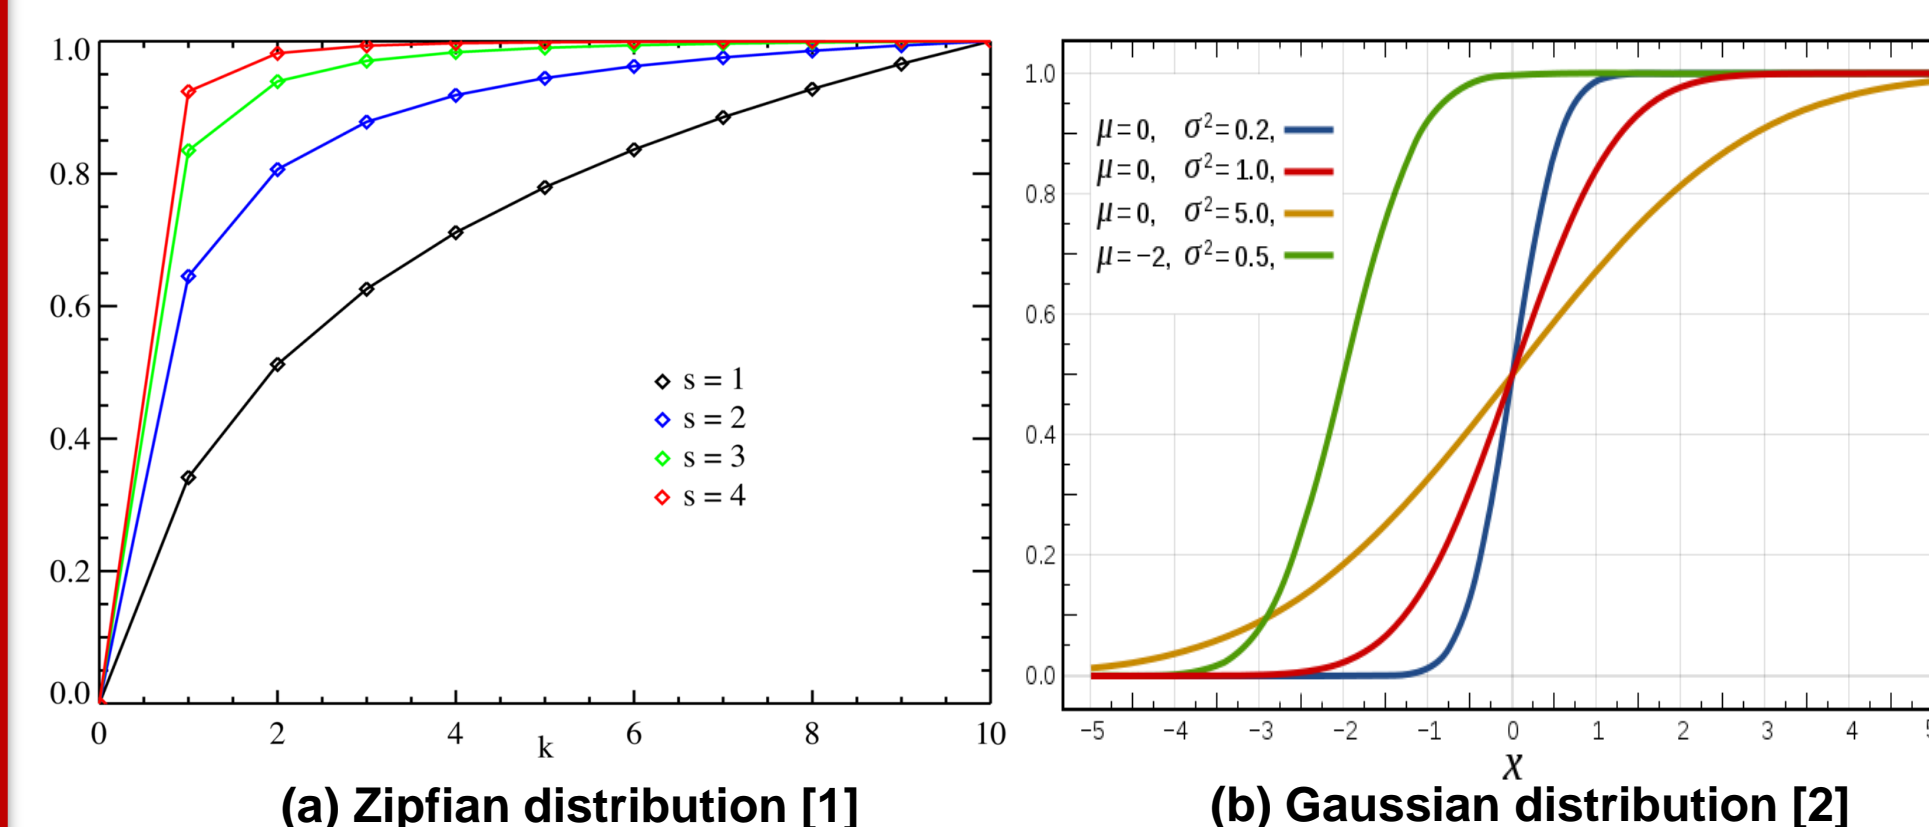 1.0
0.8
0.6
0.4
0.2
0.0
0 2 4 6 8 10
k
s = 1
s = 2
s = 3
s = 4
(a) Zipfian distribution [1]
1.0
0.8
0.6
0.4
0.2
0.0
μ=0, σ²=0.2,
μ=0, σ²=1.0,
μ=0, σ²=5.0,
μ=−2, σ²=0.5,
−5 −4 −3 −2 −1 0 1 2 3 4
x
(b) Gaussian distribution [2]